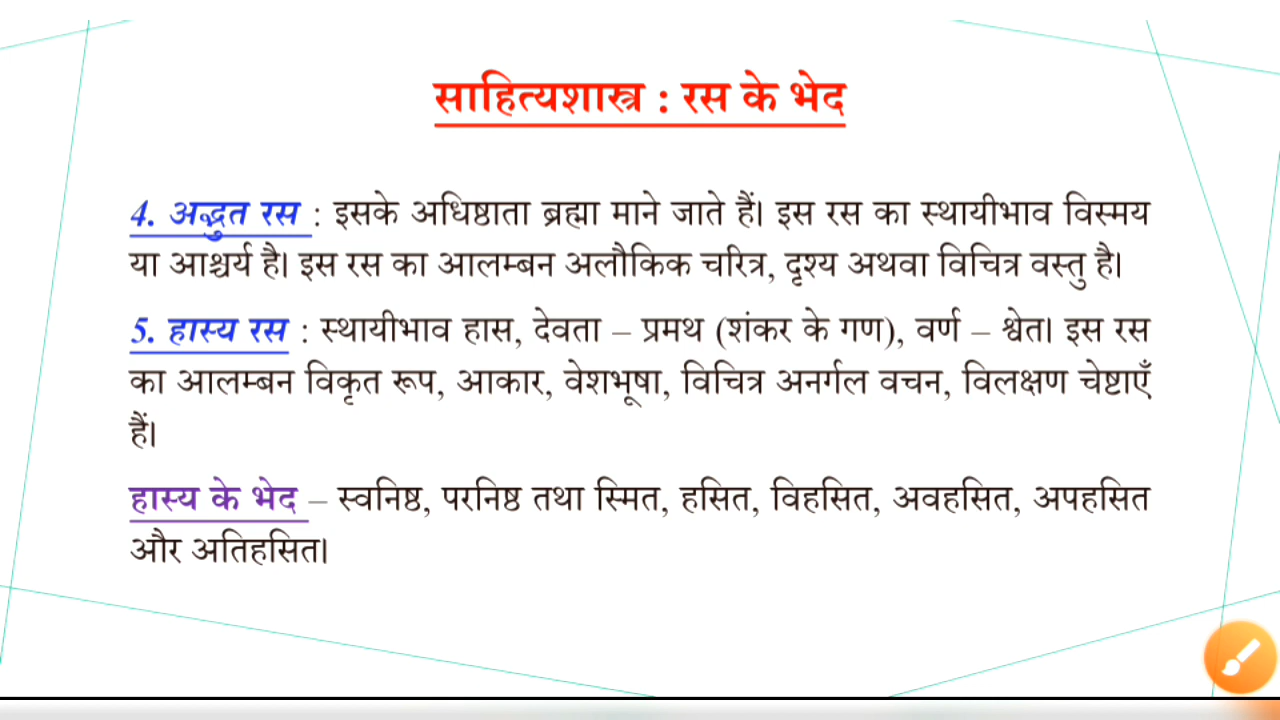 साहित्यशास्त्र : रस के भेद
4. अद्भुत रस : इसके अधिष्ठाता ब्रह्मा माने जाते हैं। इस रस का स्थायीभाव विस्मय
या आश्चर्य है। इस रस का आलम्बन अलौकिक चरित्र, दृश्य अथवा विचित्र वस्तु है।
5. हास्य रस : स्थायीभाव हास, देवता – प्रमथ (शंकर के गण), वर्ण – श्वेत। इस रस
का आलम्बन विकृत रूप, आकार, वेशभूषा, विचित्र अनर्गल वचन, विलक्षण चेष्टाएँ
हैं।
हास्य के भेद – स्वनिष्ठ, परनिष्ठ तथा स्मित, हसित, विहसित, अवहसित, अपहसित
और अतिहसित।